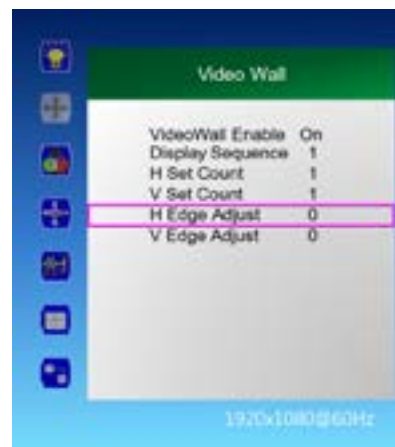 Video Wall
VideoWall Enable On
Display Sequence 1
H Set Count 1
V Set Count 1
H Edge Adjust 0
V Edge Adjust 0
1920x1080@60Hz